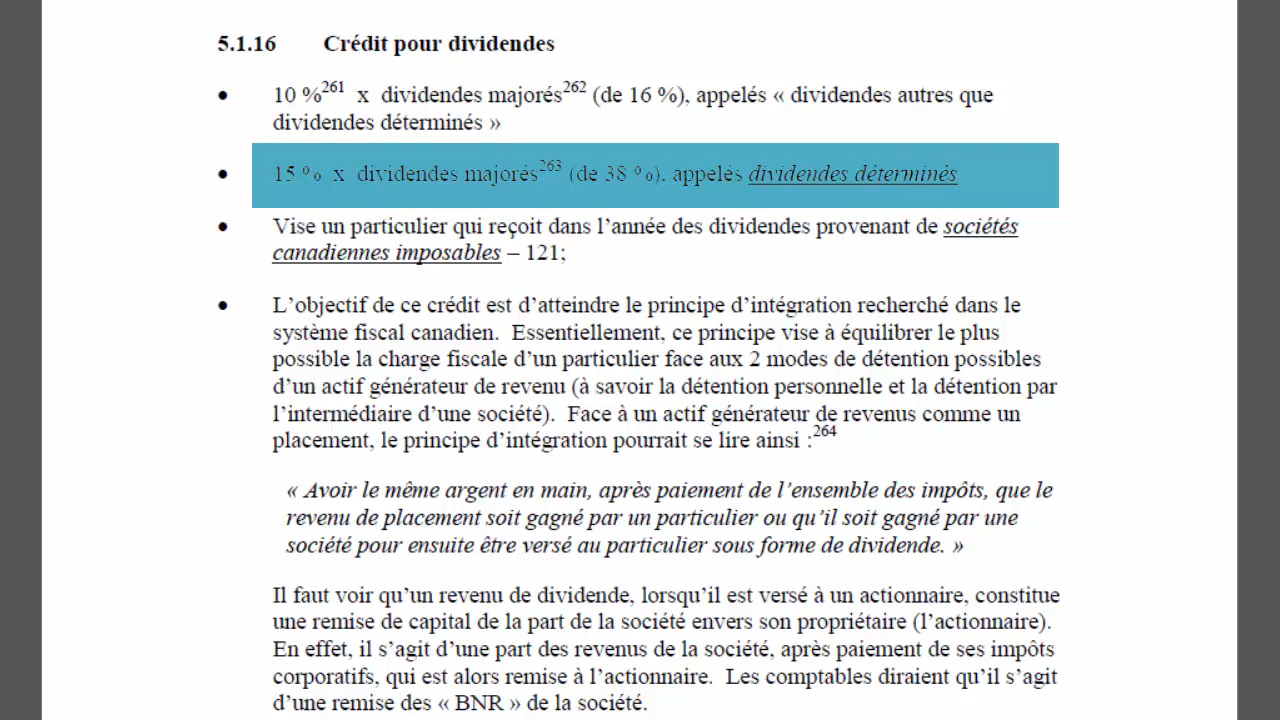 5.1.16 Crédit pour dividendes
• 10 %261 x dividendes majorés262 (de 16 %), appelés « dividendes autres que
dividendes déterminés »
• 15 % x dividendes majorés263 (de 38 %), appelés dividendes déterminés
• Vise un particulier qui reçoit dans l’année des dividendes provenant de sociétés
canadiennes imposables – 121;
• L’objectif de ce crédit est d’atteindre le principe d’intégration recherché dans le
système fiscal canadien. Essentiellement, ce principe vise à équilibrer le plus
possible la charge fiscale d’un particulier face aux 2 modes de détention possibles
d’un actif générateur de revenu (à savoir la détention personnelle et la détention par
l’intermédiaire d’une société). Face à un actif générateur de revenus comme un
placement, le principe d’intégration pourrait se lire ainsi :264
« Avoir le même argent en main, après paiement de l’ensemble des impôts, que le
revenu de placement soit gagné par un particulier ou qu’il soit gagné par une
société pour ensuite être versé au particulier sous forme de dividende. »
Il faut voir qu’un revenu de dividende, lorsqu’il est versé à un actionnaire, constitue
une remise de capital de la part de la société envers son propriétaire (l’actionnaire).
En effet, il s’agit d’une part des revenus de la société, après paiement de ses impôts
corporatifs, qui est alors remise à l’actionnaire. Les comptables diraient qu’il s’agit
d’une remise des « BNR » de la société.